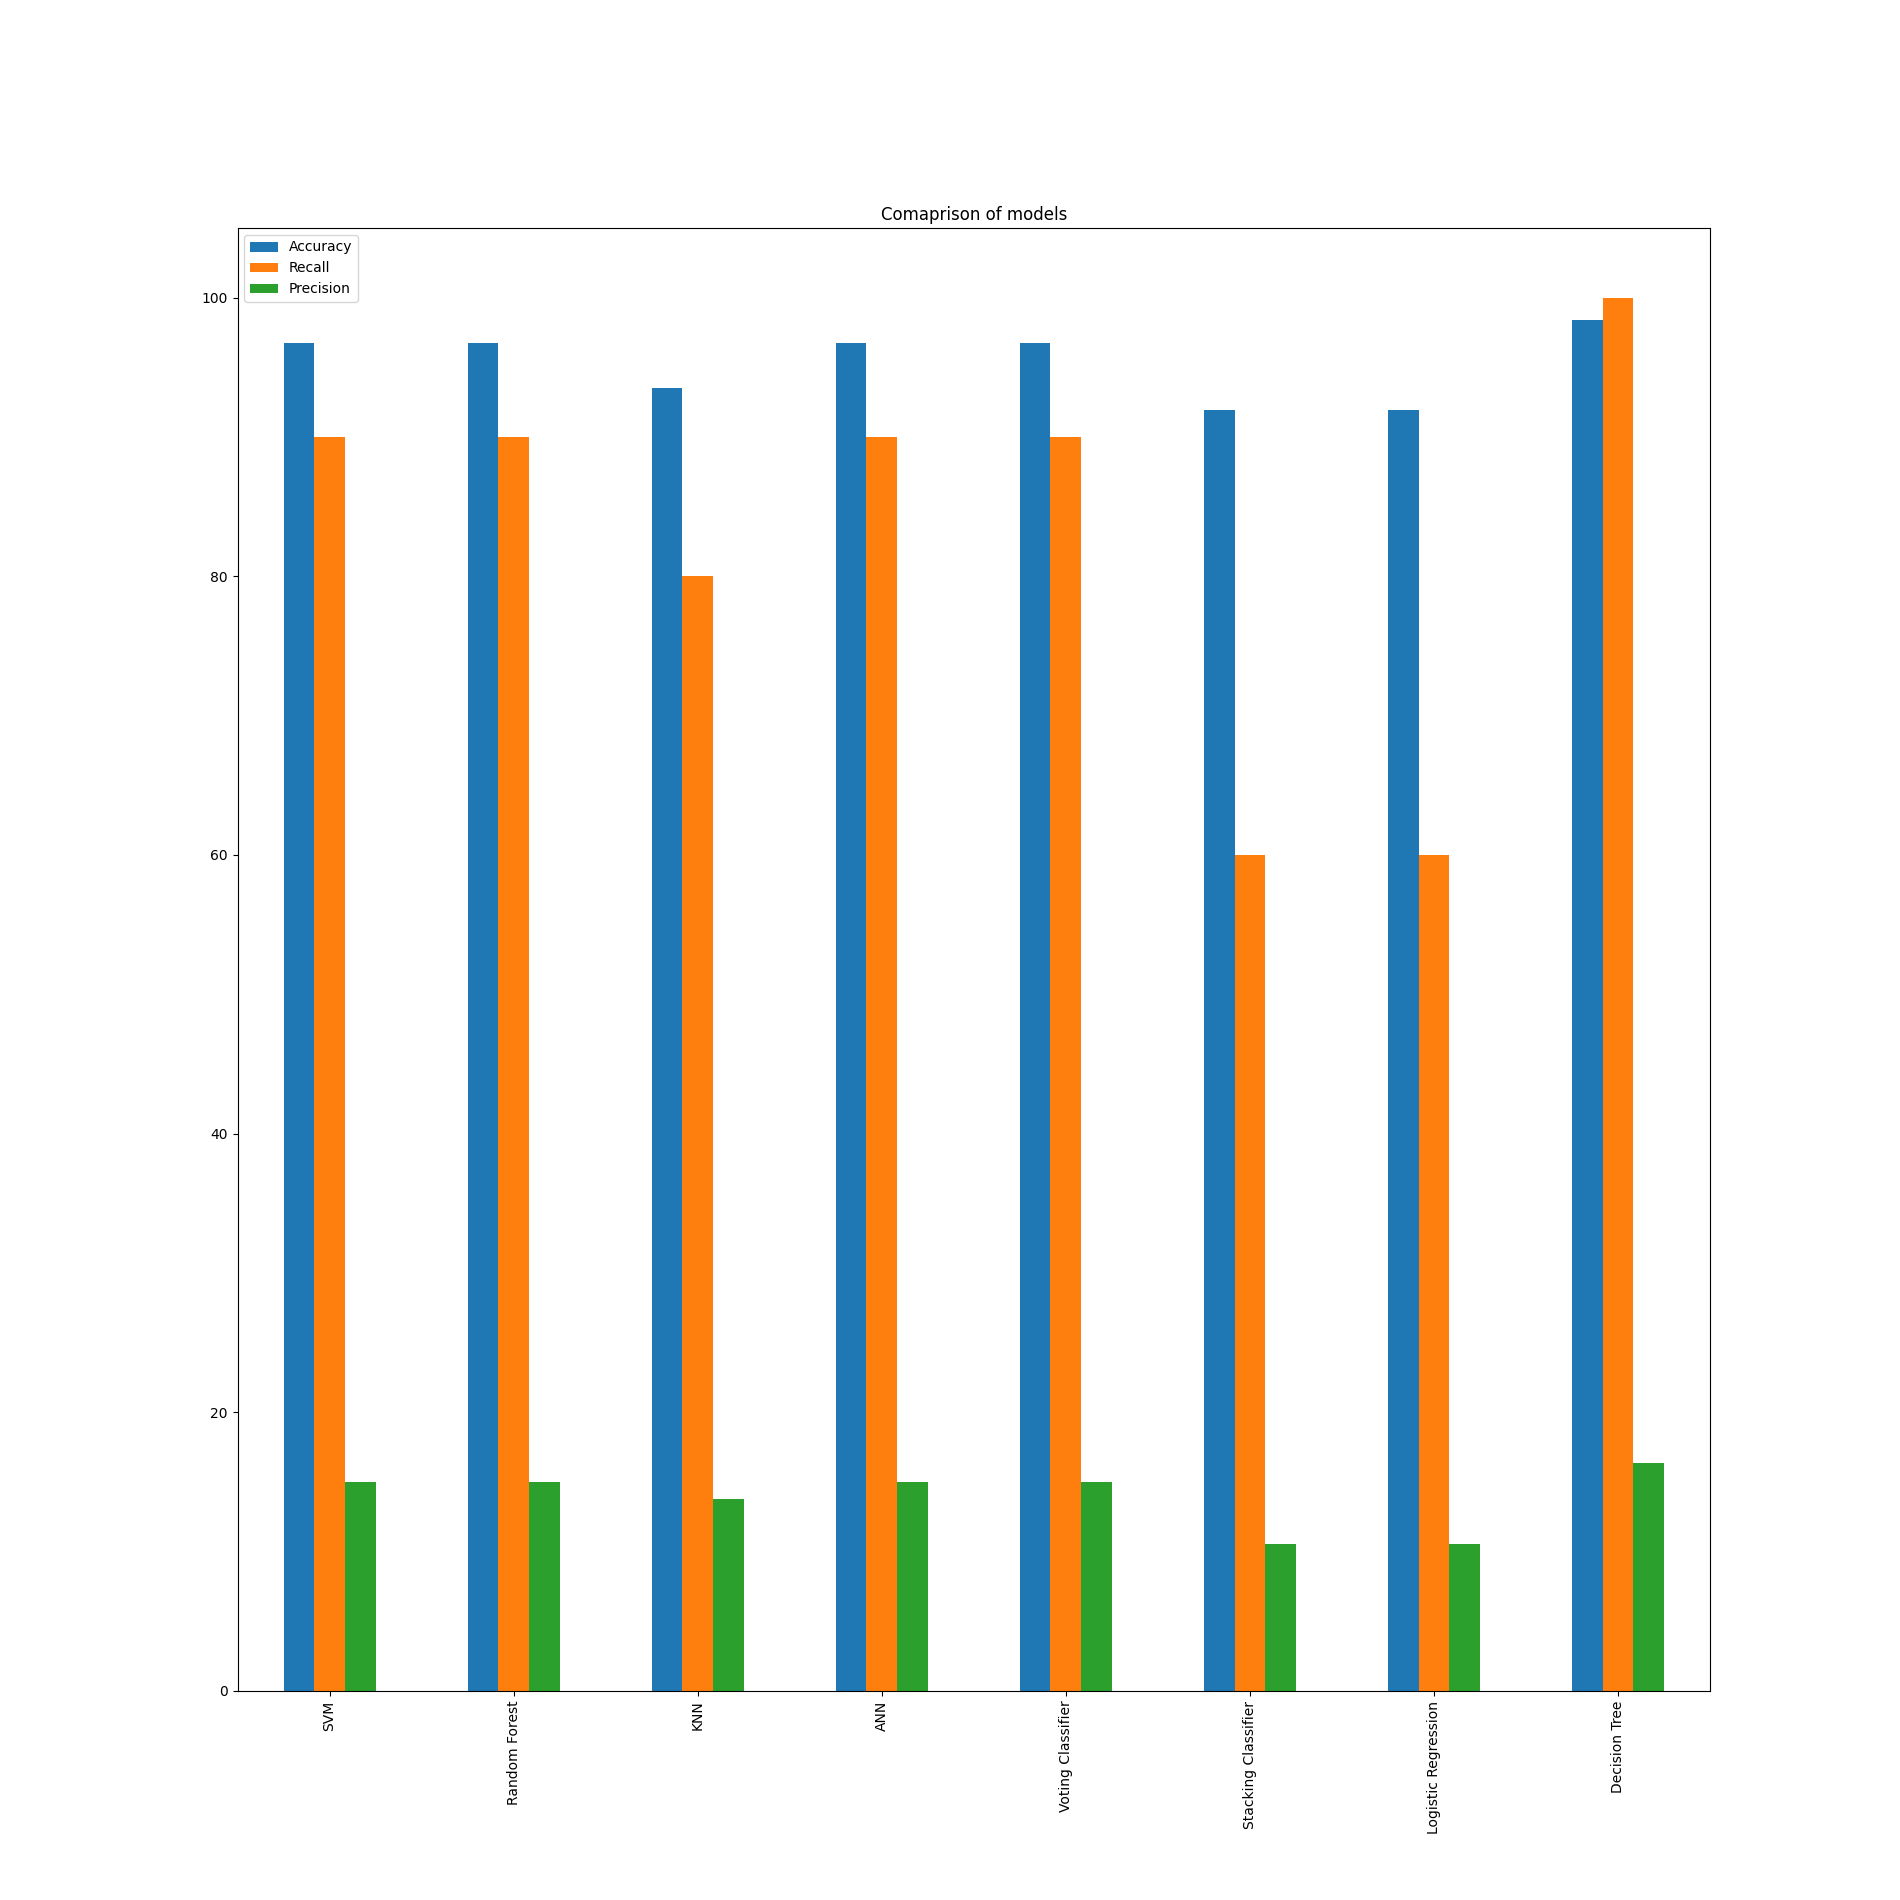 Comaprison of models
Accuracy
Recall
Precision
100
80
60
40
20
0
SVM
Random Forest
KNN
ANN
Voting Classifier
Stacking Classifier
Logistic Regression
Decision Tree